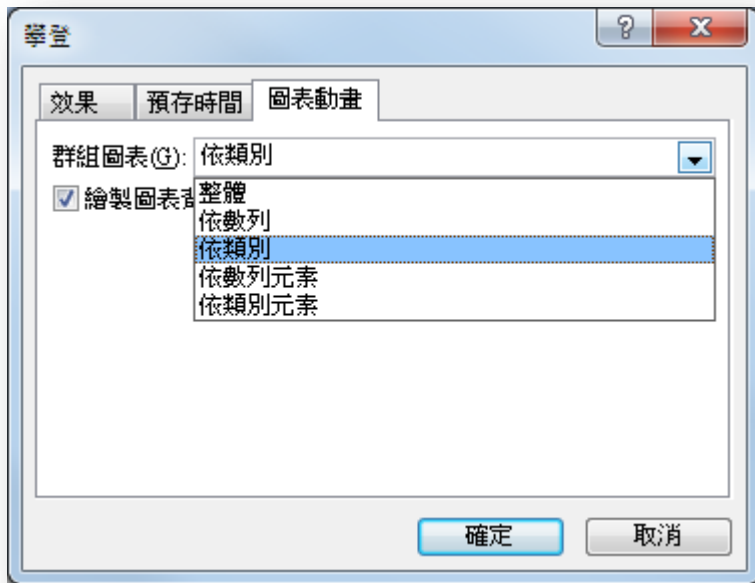 攀登
效果 預存時間 圖表動畫
群組圖表(G): 依類別
繪製圖表
整體
依數列
依類別
依數列元素
依類別元素
確定 取消